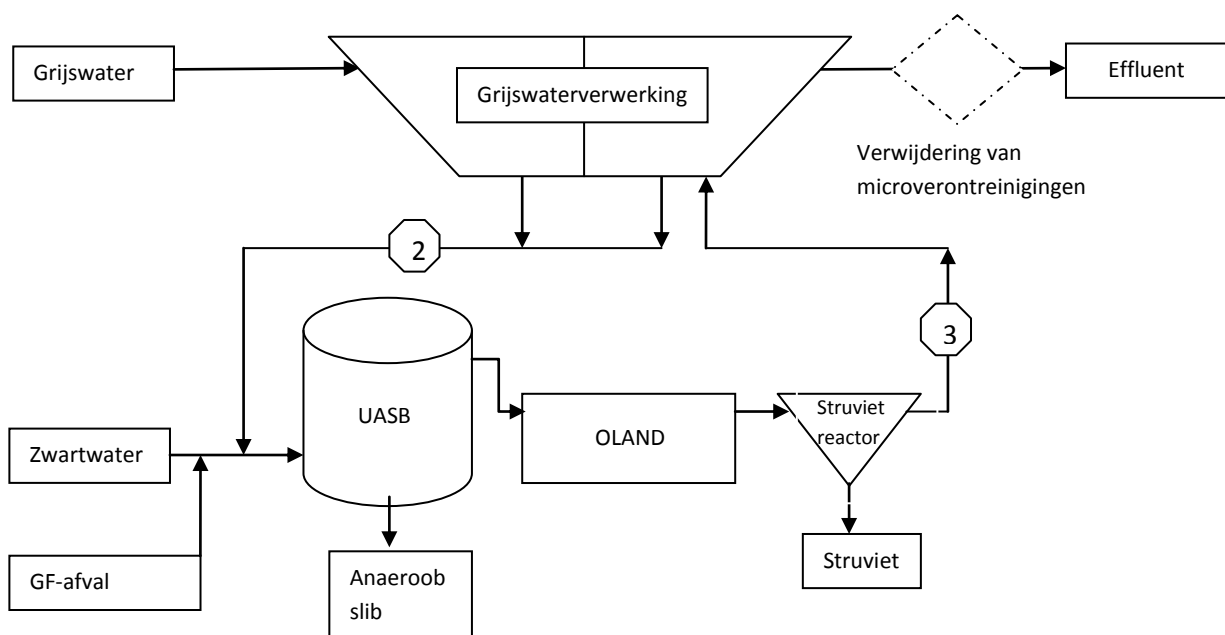 Grijswater
Grijswaterverwerking
Effluent
Verwijdering van
microverontreinigingen
2
3
UASB
OLAND
Struviet
reactor
Zwartwater
GF-afval
Anaeroob
slib
Struviet